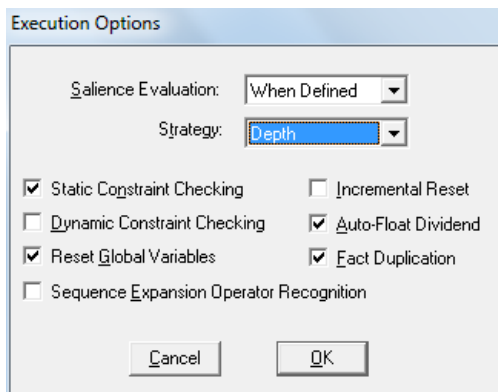 Execution Options
Salience Evaluation: When Defined
Strategy: Depth
Static Constraint Checking Incremental Reset
Dynamic Constraint Checking Auto-Float Dividend
Reset Global Variables Fact Duplication
Sequence Expansion Operator Recognition
Cancel OK